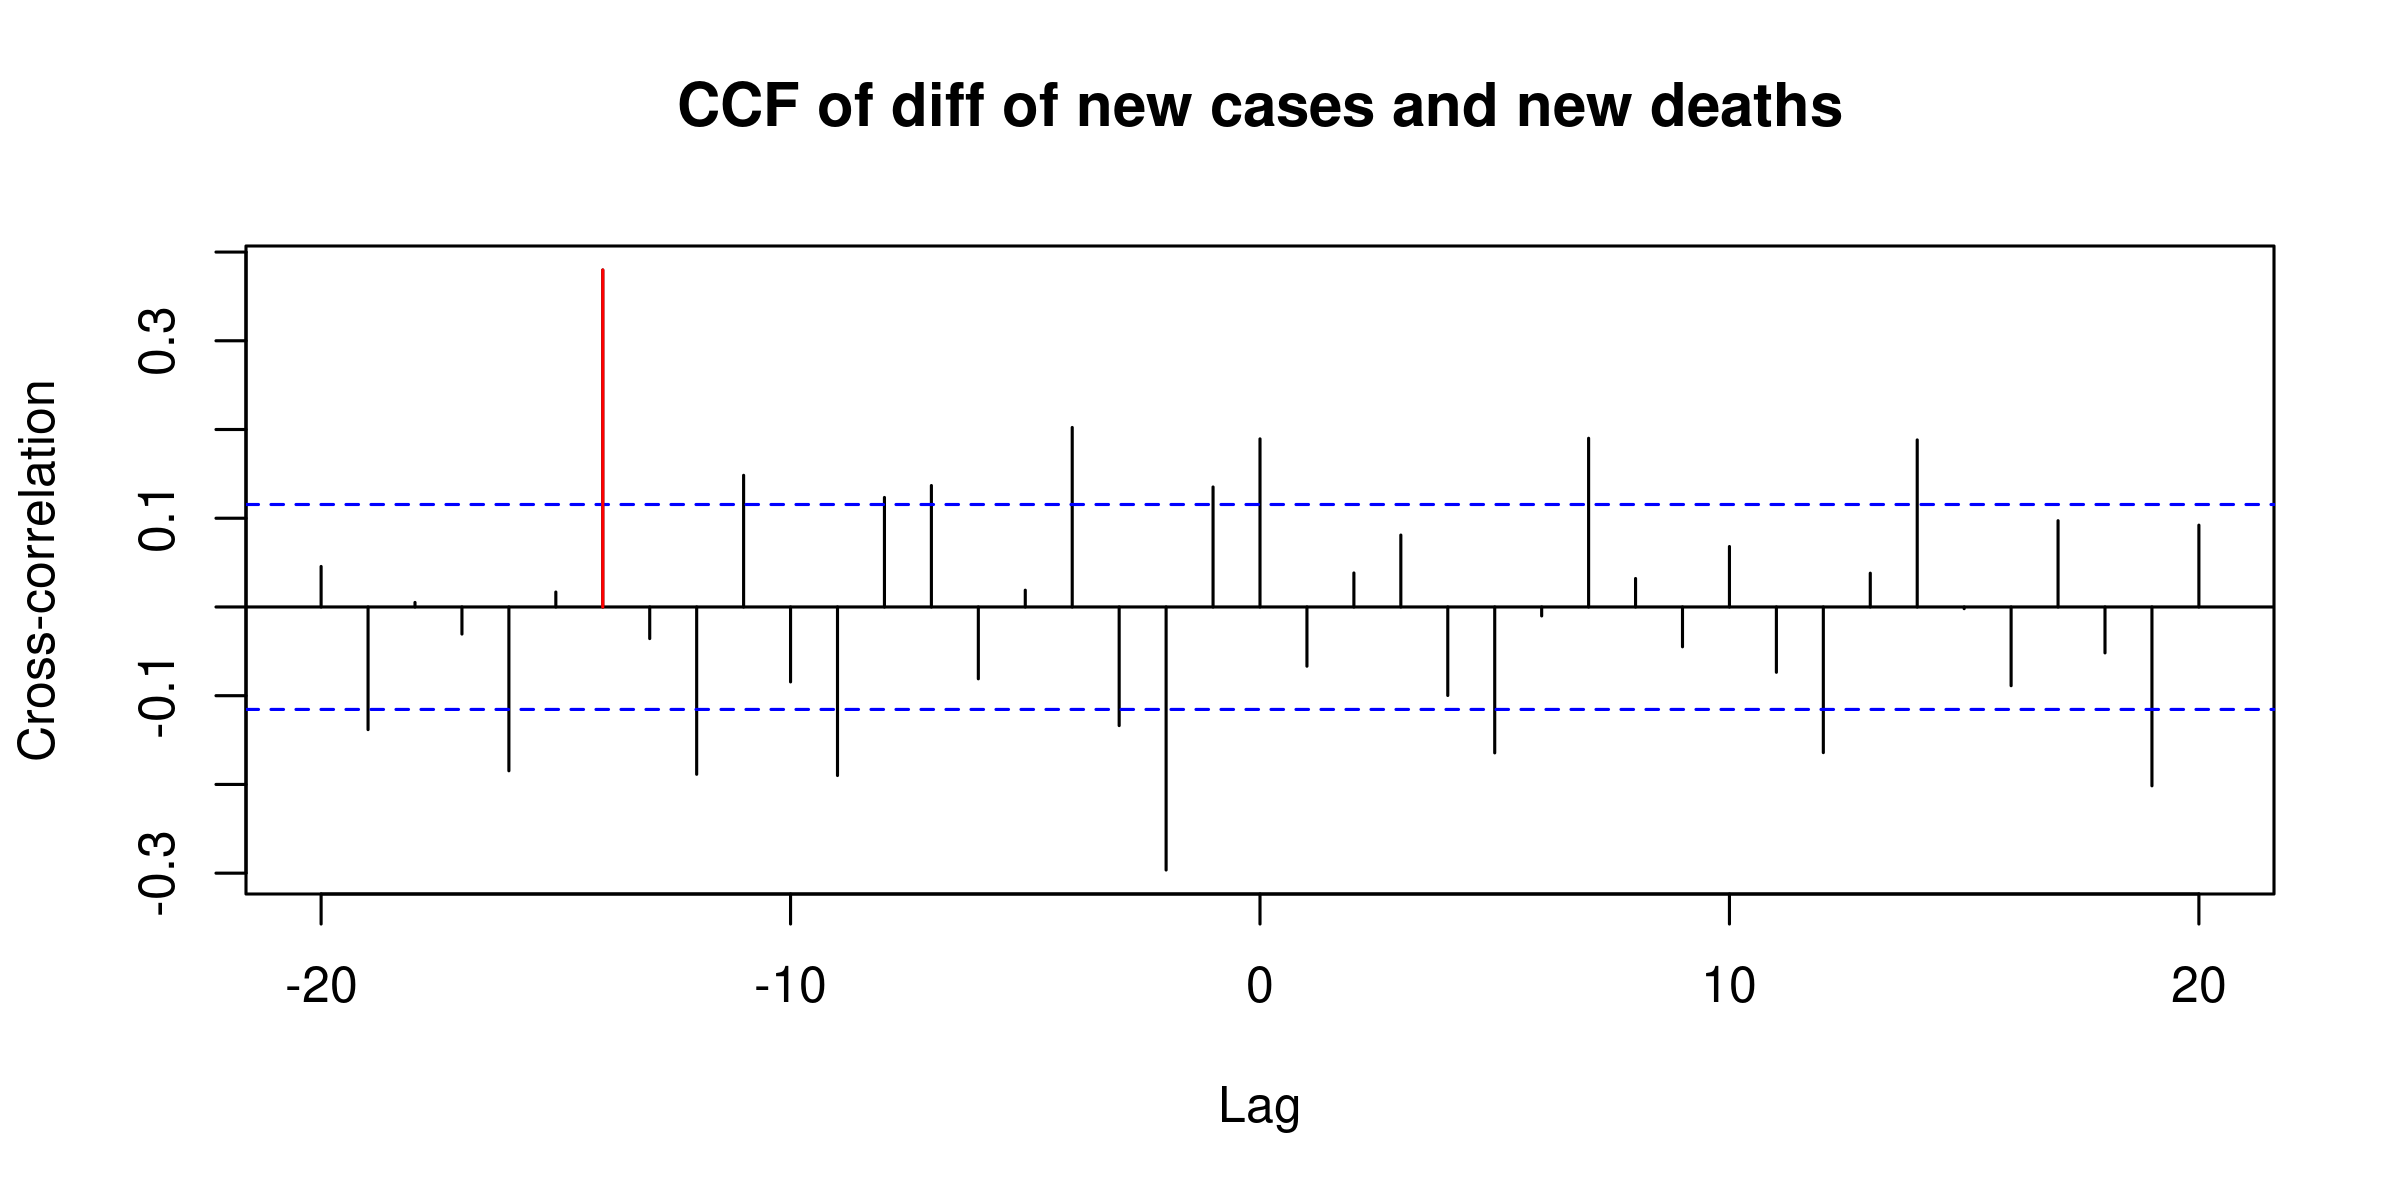 CCF of diff of new cases and new deaths
Cross-correlation
0.3
0.1
-0.1
-0.3
-20 -10 0 10 20
Lag